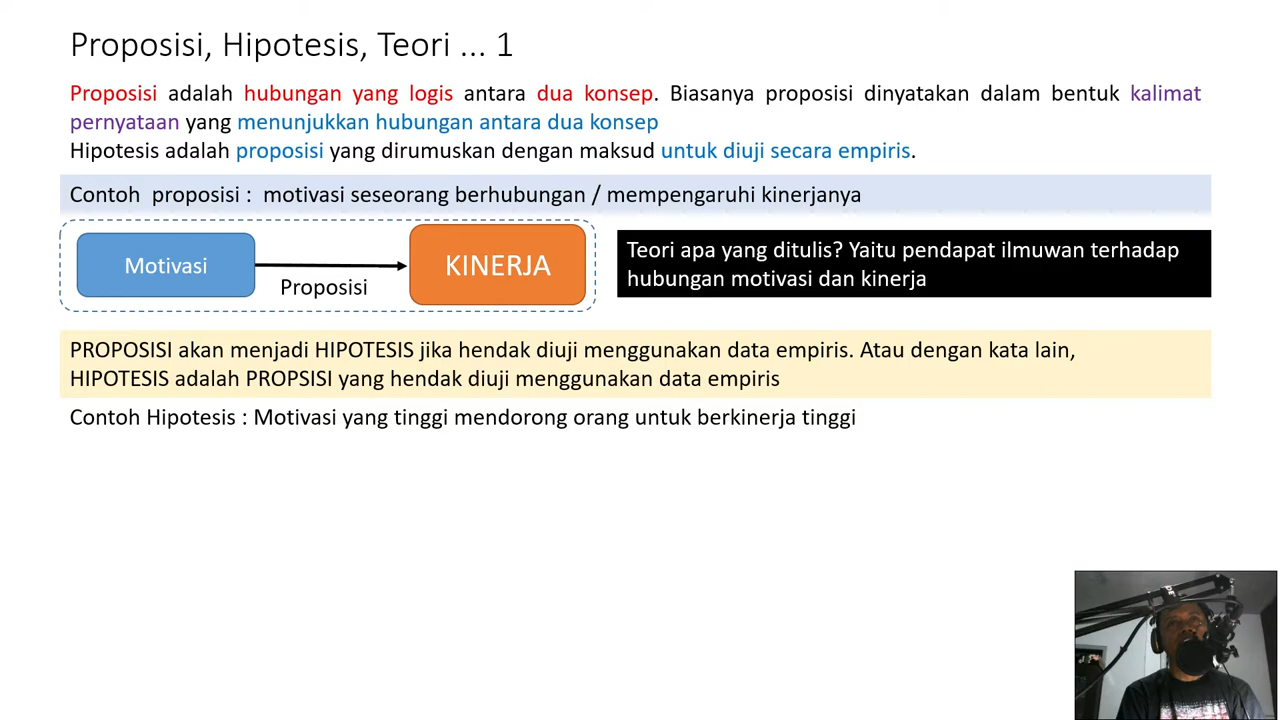 Proposisi, Hipotesis, Teori ... 1
Proposisi adalah hubungan yang logis antara dua konsep. Biasanya proposisi dinyatakan dalam bentuk kalimat
pernyataan yang menunjukkan hubungan antara dua konsep
Hipotesis adalah proposisi yang dirumuskan dengan maksud untuk diuji secara empiris.
Contoh proposisi : motivasi seseorang berhubungan / mempengaruhi kinerjanya
Motivasi
Proposisi
KINERJA
Teori apa yang ditulis? Yaitu pendapat ilmuwan terhadap
hubungan motivasi dan kinerja
PROPOSISI akan menjadi HIPOTESIS jika hendak diuji menggunakan data empiris. Atau dengan kata lain,
HIPOTESIS adalah PROPSISI yang hendak diuji menggunakan data empiris
Contoh Hipotesis : Motivasi yang tinggi mendorong orang untuk berkinerja tinggi